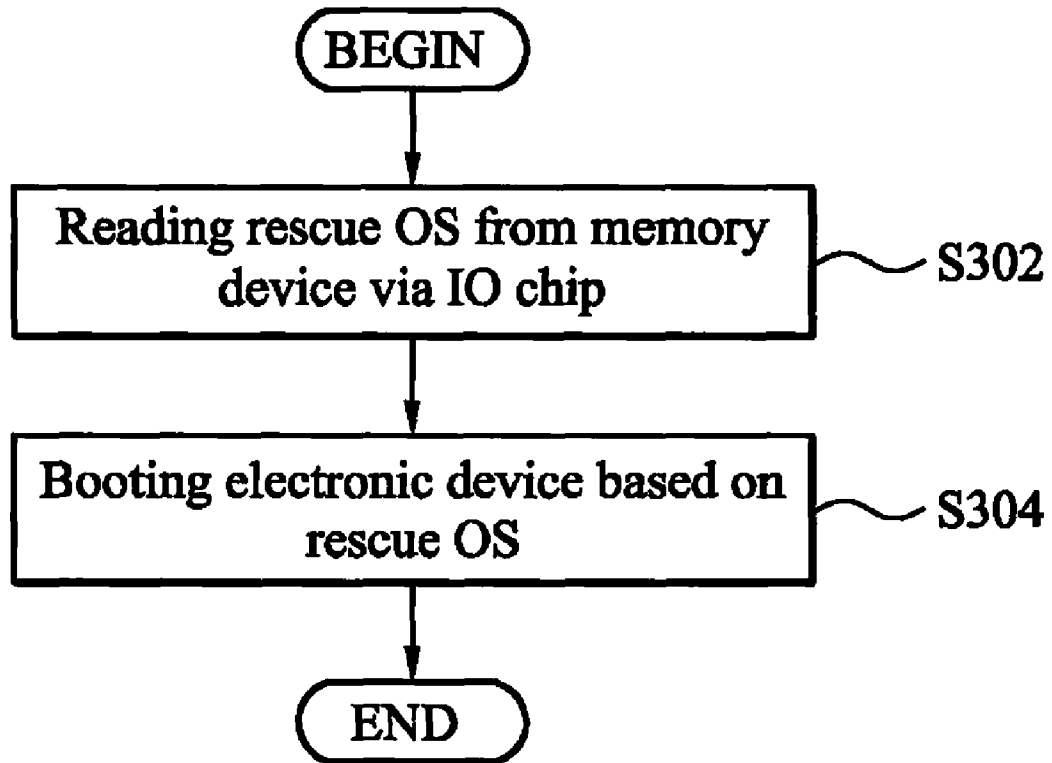 BEGIN
Reading rescue OS from memory
device via IO chip
S302
Booting electronic device based on
rescue OS
S304
END